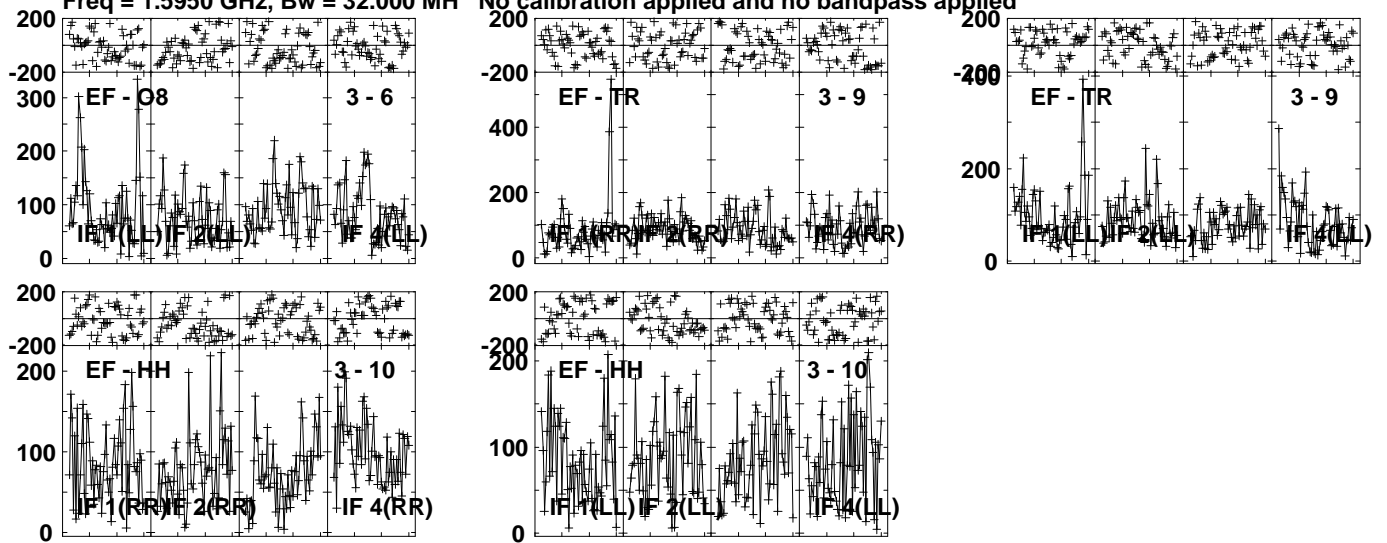 Freq = 1.5950 GHz, Bw = 32.000 MH No calibration applied and no bandpass applied
200
-200
300
200
100
0
EF - O8 3 - 6
IF 1(LL) IF 2(LL) IF 4(LL)
200
-200
400
200
0
EF - TR 3 - 9
IF 1(RR) IF 2(RR) IF 4(RR)
200
-200
400
200
0
EF - TR 3 - 9
IF 1(LL) IF 2(LL) IF 4(LL)
200
-200
200
100
0
EF - HH 3 - 10
IF 1(RR) IF 2(RR) IF 4(RR)
200
-200
200
100
0
EF - HH 3 - 10
IF 1(LL) IF 2(LL) IF 4(LL)